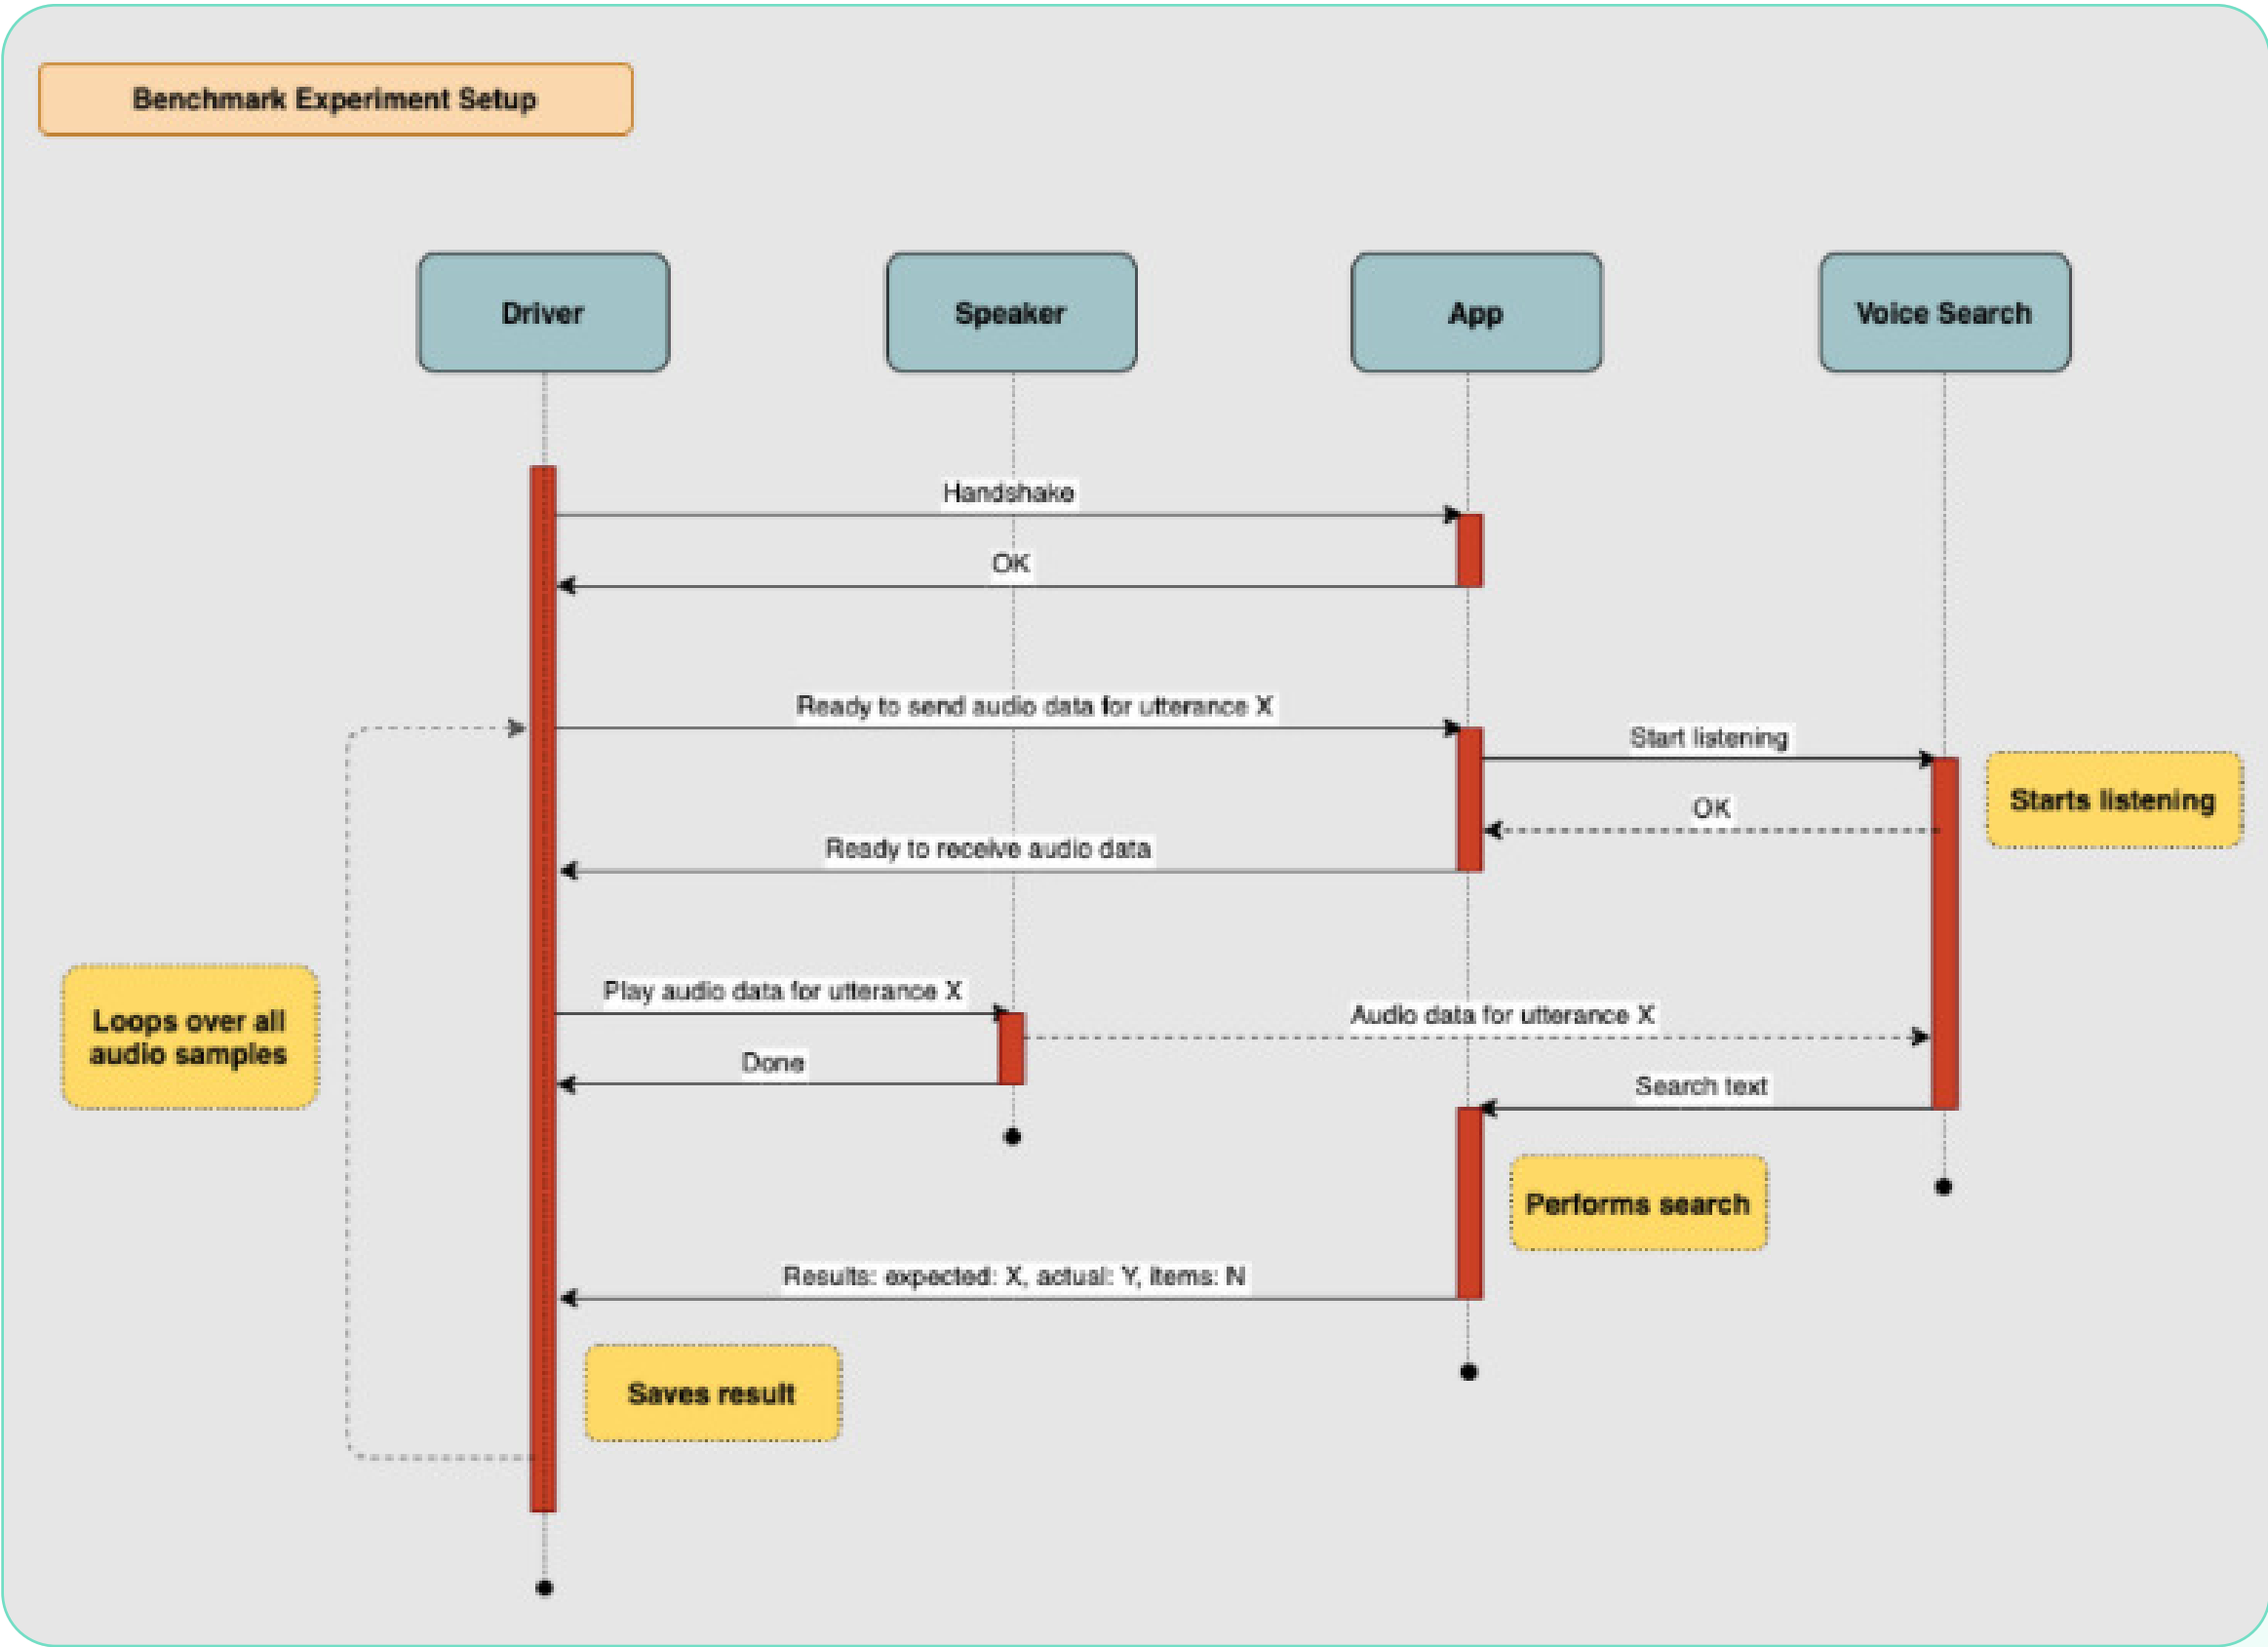 Benchmark Experiment Setup
Driver
Speaker
App
Voice Search
Handshake
OK
Ready to send audio data for utterance X
Start listening
Starts listening
OK
Ready to receive audio data
Play audio data for utterance X
Loops over all
audio samples
Audio data for utterance X
Done
Search text
Performs search
Results: expected: X, actual: Y, items: N
Saves result